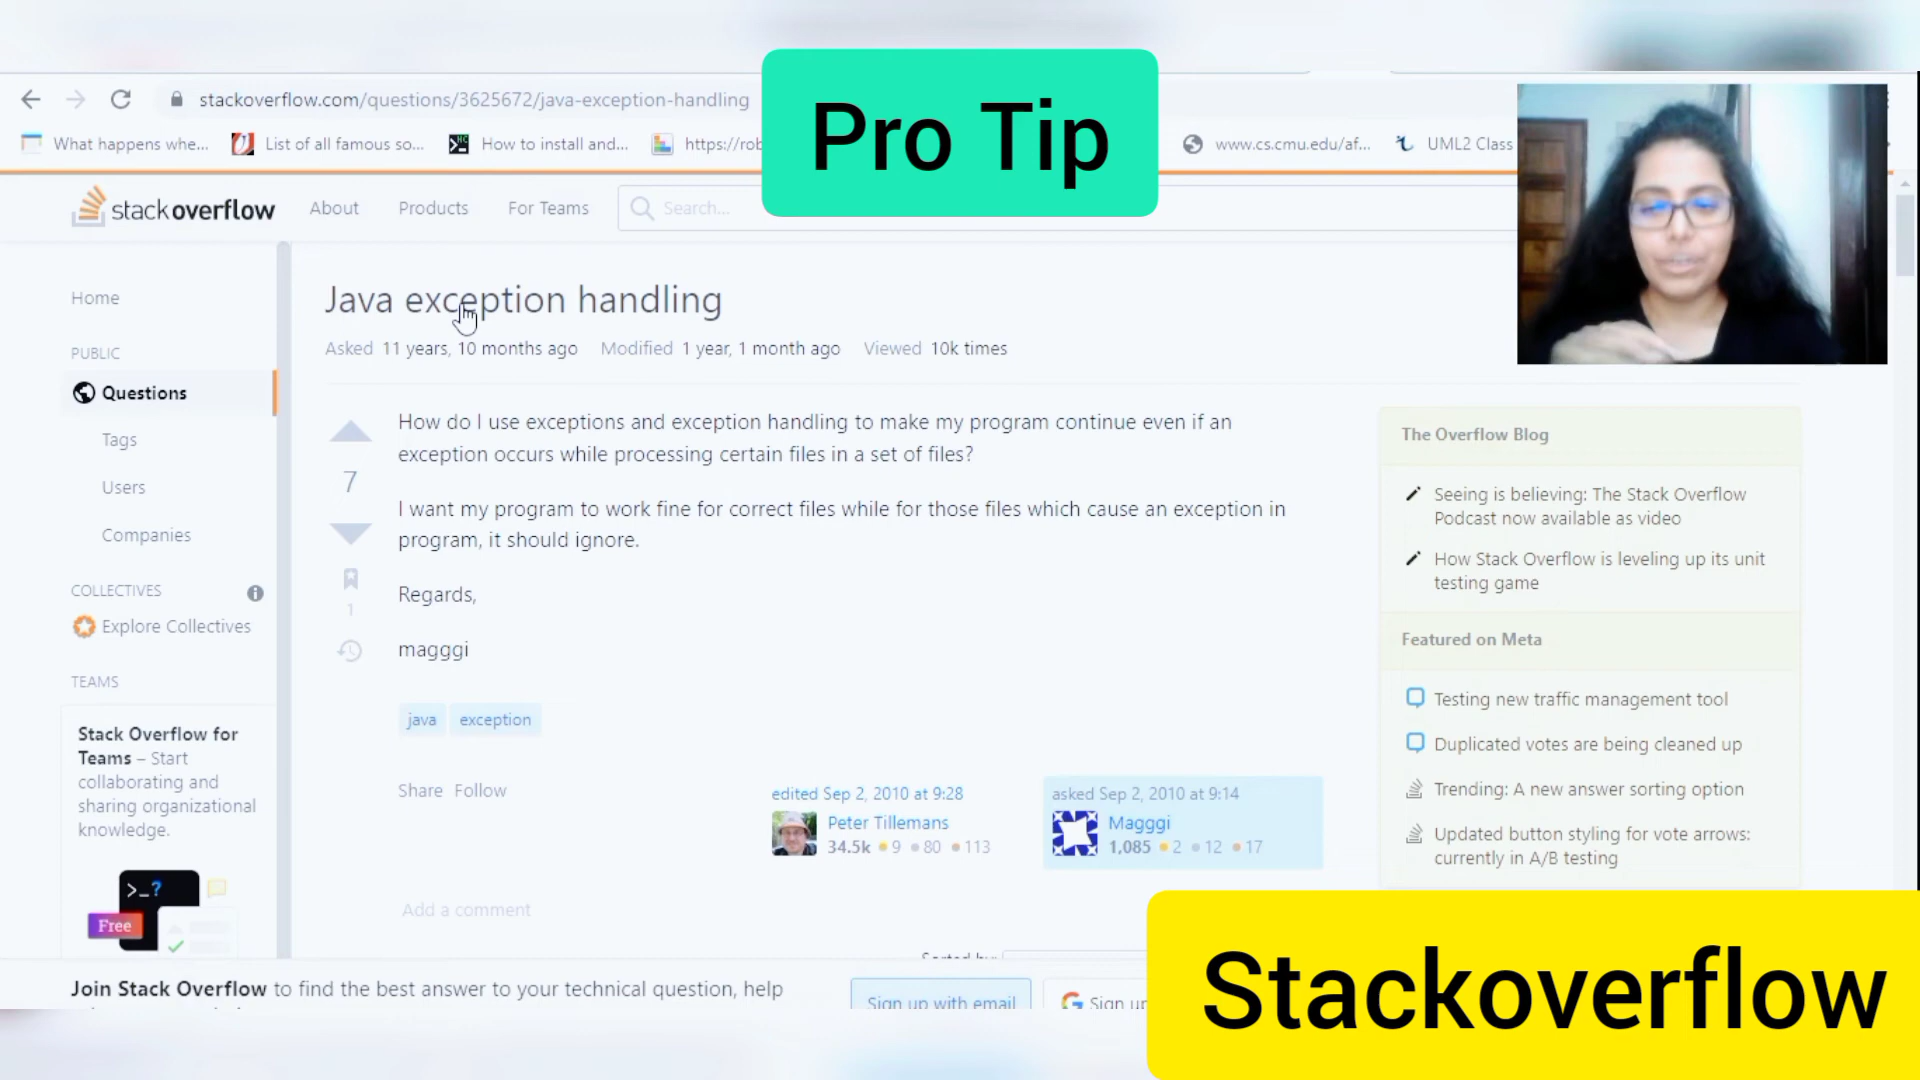 Pro Tip
stackoverflow.com/questions/3625672/java-exception-handling
What happens whe... List of all famous so... How to install and... https://rob www.cs.cmu.edu/af... UML2 Class
stackoverflow About Products For Teams Search...
Home
PUBLIC
Questions
Tags
Users
Companies
COLLECTIVES
Explore Collectives
TEAMS
Stack Overflow for
Teams – Start
collaborating and
sharing organizational
knowledge.
>_?
Free
Java exception handling
Asked 11 years, 10 months ago Modified 1 year, 1 month ago Viewed 10k times
How do I use exceptions and exception handling to make my program continue even if an
exception occurs while processing certain files in a set of files?
7
I want my program to work fine for correct files while for those files which cause an exception in
program, it should ignore.
1
Regards,
magggi
java exception
Share Follow
edited Sep 2, 2010 at 9:28
Peter Tillemans
34.5k 9 80 113
asked Sep 2, 2010 at 9:14
Magggi
1,085 2 12 17
Add a comment
Sorted by:
The Overflow Blog
Seeing is believing: The Stack Overflow
Podcast now available as video
How Stack Overflow is leveling up its unit
testing game
Featured on Meta
Testing new traffic management tool
Duplicated votes are being cleaned up
Trending: A new answer sorting option
Updated button styling for vote arrows:
currently in A/B testing
Join Stack Overflow to find the best answer to your technical question, help
Sign up with email
Sign up
Stackoverflow